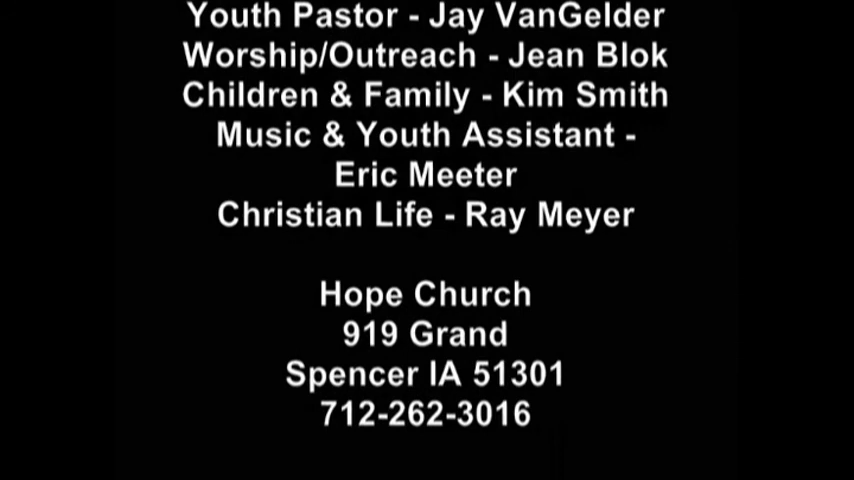 Youth Pastor - Jay VanGelder
Worship/Outreach - Jean Blok
Children & Family - Kim Smith
Music & Youth Assistant -
Eric Meeter
Christian Life - Ray Meyer
Hope Church
919 Grand
Spencer IA 51301
712-262-3016